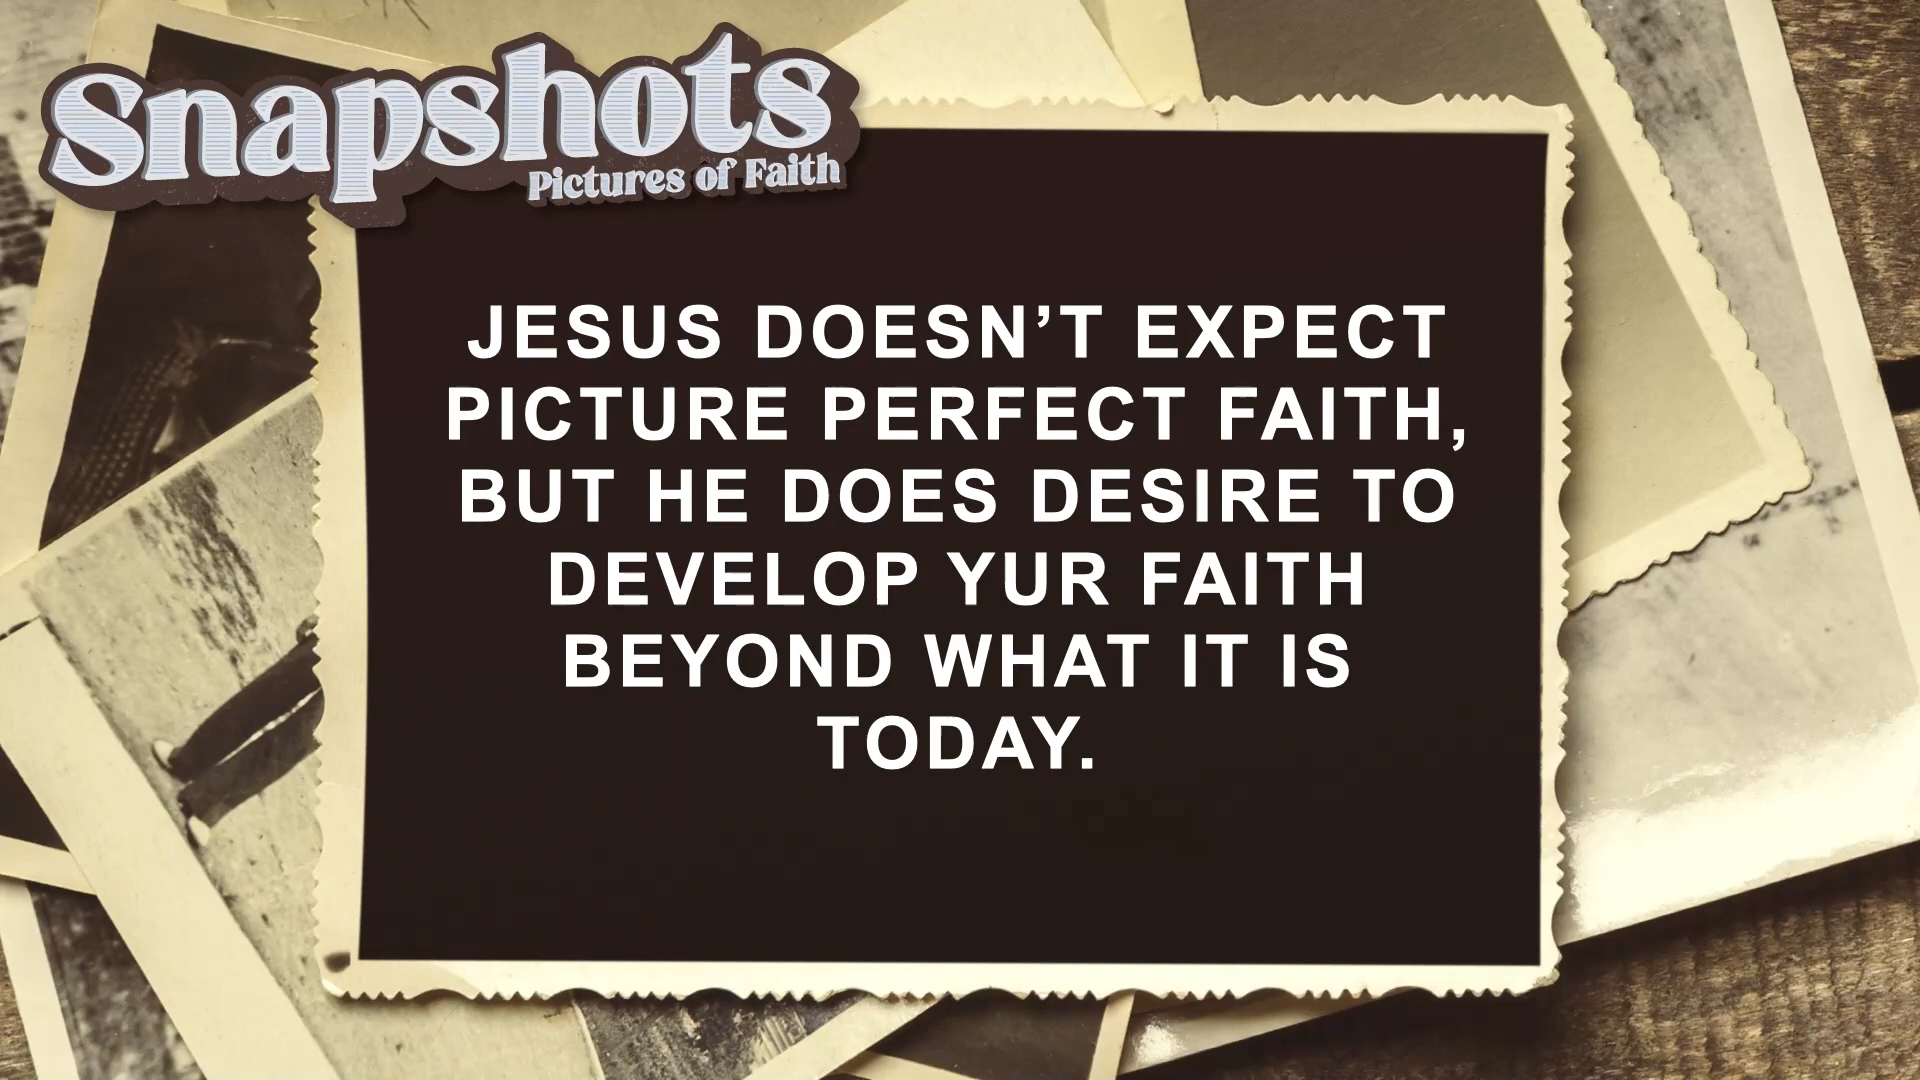 Snapshots
Pictures of Faith
JESUS DOESN’T EXPECT
PICTURE PERFECT FAITH,
BUT HE DOES DESIRE TO
DEVELOP YUR FAITH
BEYOND WHAT IT IS
TODAY.